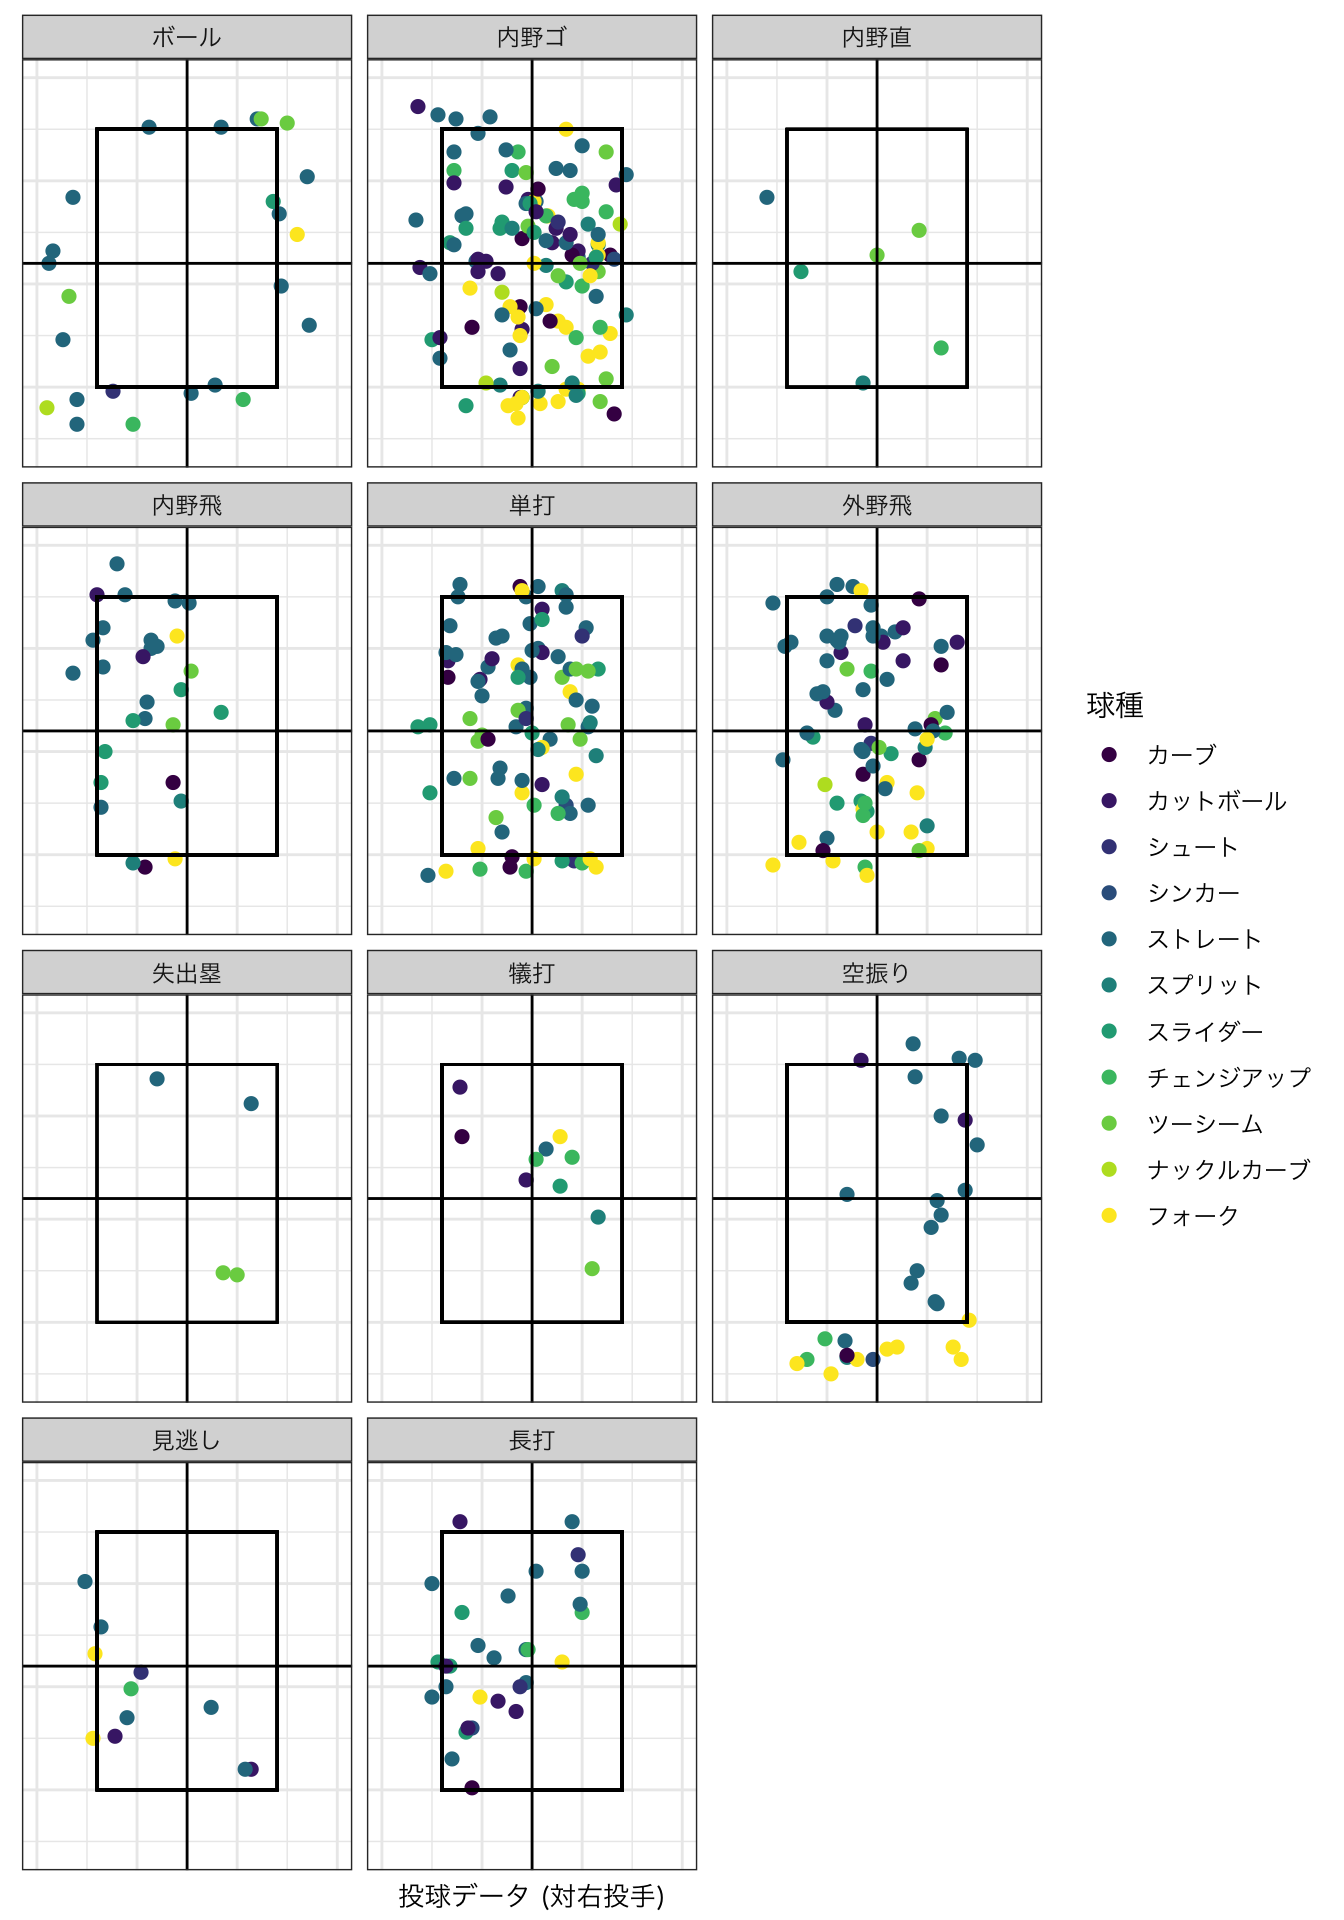 ボール
内野ゴ
内野直
内野飛
単打
外野飛
失出塁
犠打
空振り
見逃し
長打
球種
カーブ
カットボール
シュート
シンカー
ストレート
スプリット
スライダー
チェンジアップ
ツーシーム
ナックルカーブ
フォーク
投球データ (対右投手)